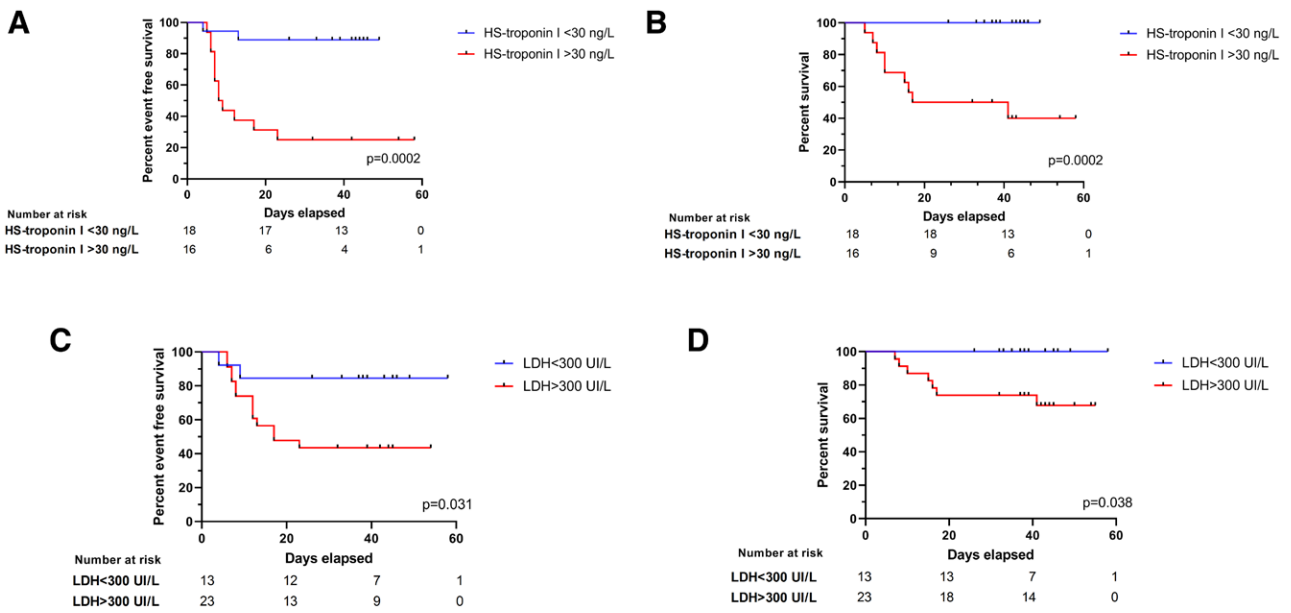 A
Percent event free survival
100
80
60
40
20
0
0 20 40 60
Days elapsed
p=0.0002
HS-troponin I <30 ng/L
HS-troponin I >30 ng/L
Number at risk
HS-troponin I <30 ng/L 18 17 13 0
HS-troponin I >30 ng/L 16 6 4 1
B
Percent survival
100
80
60
40
20
0
0 20 40 60
Days elapsed
p=0.0002
HS-troponin I <30 ng/L
HS-troponin I >30 ng/L
Number at risk
HS-troponin I <30 ng/L 18 18 13 0
HS-troponin I >30 ng/L 16 9 6 1
C
Percent event free survival
100
80
60
40
20
0
0 20 40 60
Days elapsed
p=0.031
LDH<300 UI/L
LDH>300 UI/L
Number at risk
LDH<300 UI/L 13 12 7 1
LDH>300 UI/L 23 13 9 0
D
Percent survival
100
80
60
40
20
0
0 20 40 60
Days elapsed
p=0.038
LDH<300 UI/L
LDH>300 UI/L
Number at risk
LDH<300 UI/L 13 13 7 1
LDH>300 UI/L 23 18 14 0